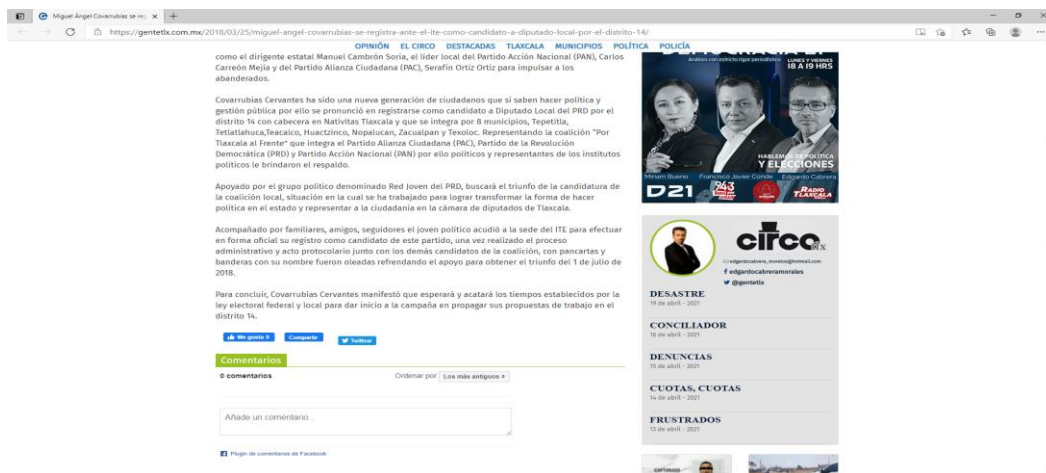 Miguel Ángel Covarrubias se reg
https://gentetlx.com.mx/2018/03/25/miguel-angel-covarrubias-se-registra-ante-el-ite-como-candidato-a-diputado-local-por-el-distrito-14/
OPINIÓN EL CIRCO DESTACADAS TLAXCALA MUNICIPIOS POLÍTICA POLICÍA
como el dirigente estatal Manuel Cambrón Soria, el líder local del Partido Acción Nacional (PAN), Carlos
Carreón Mejía y del Partido Alianza Ciudadana (PAC), Serafín Ortiz Ortiz para impulsar a los
abanderados.
Covarrubias Cervantes ha sido una nueva generación de ciudadanos que si saben hacer política y
gestión pública por ello se pronunció en registrarse como candidato a Diputado Local del PRD por el
distrito 14 con cabecera en Nativitas Tlaxcala y que se integra por 8 municipios, Tepetitla,
Tetlatlahuca,Teacalco, Huactzinco, Nopalucan, Zacualpan y Texoloc. Representando la coalición "Por
Tlaxcala al Frente" que integra el Partido Alianza Ciudadana (PAC), Partido de la Revolución
Democrática (PRD) y Partido Acción Nacional (PAN) por ello políticos y representantes de los institutos
políticos le brindaron el respaldo.
Apoyado por el grupo político denominado Red Joven del PRD, buscará el triunfo de la candidatura de
la coalición local, situación en la cual se ha trabajado para lograr transformar la forma de hacer
política en el estado y representar a la ciudadanía en la cámara de diputados de Tlaxcala.
Acompañado por familiares, amigos, seguidores el joven político acudió a la sede del ITE para efectuar
en forma oficial su registro como candidato de este partido, una vez realizado el proceso
administrativo y acto protocolario junto con los demás candidatos de la coalición, con pancartas y
banderas con su nombre fueron oleadas refrendando el apoyo para obtener el triunfo del 1 de julio de
2018.
Para concluir, Covarrubias Cervantes manifestó que esperará y acatará los tiempos establecidos por la
ley electoral federal y local para dar inicio a la campaña en propagar sus propuestas de trabajo en el
distrito 14.
Me gusta 0 Compartir Twittear
Comentarios
0 comentarios Ordenar por Los más antiguos
Añade un comentario...
Plugin de comentarios de Facebook
Análisis con estricto rigor periodístico LUNES Y VIERNES
18 A 19 HRS
HABLEMOS DE POLÍTICA
Y ELECCIONES
Miriam Bueno Francisco Javier Conde Edgardo Cabrera
D21 94.3 RADIO
TLAXCALA
circo MX
edgardocabrera_morelos@hotmail.com
edgardocabreramorales
@gentetlx
DESASTRE
19 de abril - 2021
CONCILIADOR
16 de abril - 2021
DENUNCIAS
15 de abril - 2021
CUOTAS, CUOTAS
14 de abril - 2021
FRUSTRADOS
13 de abril - 2021
CAPTURADO